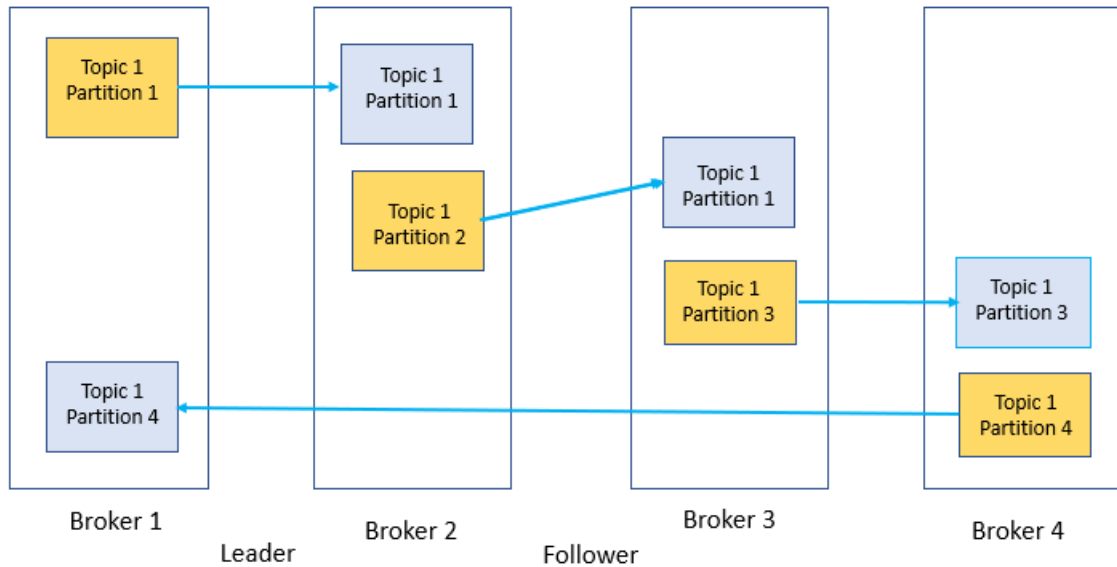 Topic 1
Partition 1
Topic 1
Partition 4
Broker 1
Topic 1
Partition 1
Topic 1
Partition 2
Broker 2
Topic 1
Partition 1
Topic 1
Partition 3
Broker 3
Topic 1
Partition 3
Topic 1
Partition 4
Broker 4
Leader
Follower